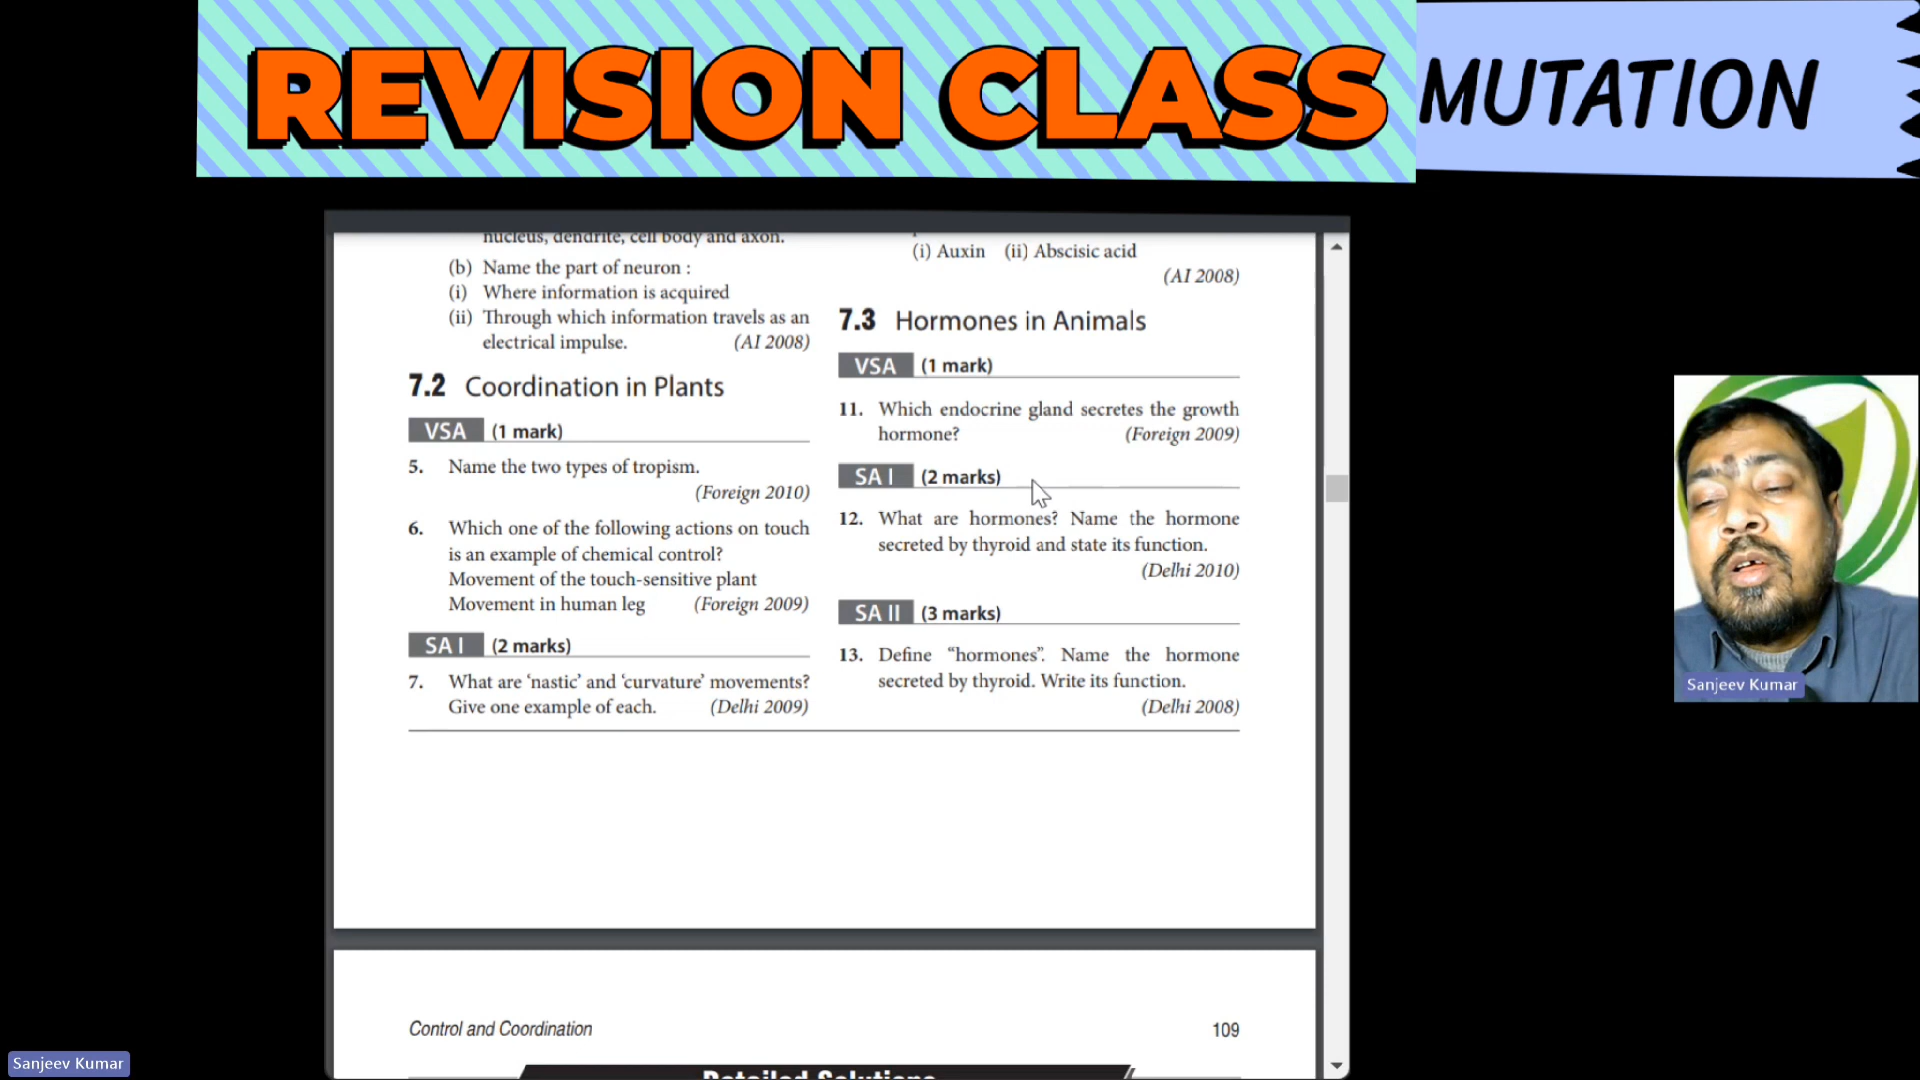 REVISION CLASS
MUTATION
nucleus, dendrite, cell body and axon.
(b) Name the part of neuron :
(i) Where information is acquired
(ii) Through which information travels as an
electrical impulse. (AI 2008)
7.2 Coordination in Plants
VSA (1 mark)
5. Name the two types of tropism.
(Foreign 2010)
6. Which one of the following actions on touch
is an example of chemical control?
Movement of the touch-sensitive plant
Movement in human leg (Foreign 2009)
SA I (2 marks)
7. What are ‘nastic’ and ‘curvature’ movements?
Give one example of each. (Delhi 2009)
(i) Auxin (ii) Abscisic acid
(AI 2008)
7.3 Hormones in Animals
VSA (1 mark)
11. Which endocrine gland secretes the growth
hormone? (Foreign 2009)
SA I (2 marks)
12. What are hormones? Name the hormone
secreted by thyroid and state its function.
(Delhi 2010)
SA II (3 marks)
13. Define “hormones”. Name the hormone
secreted by thyroid. Write its function.
(Delhi 2008)
Control and Coordination 109
Detailed Solutions
Sanjeev Kumar
Sanjeev Kumar